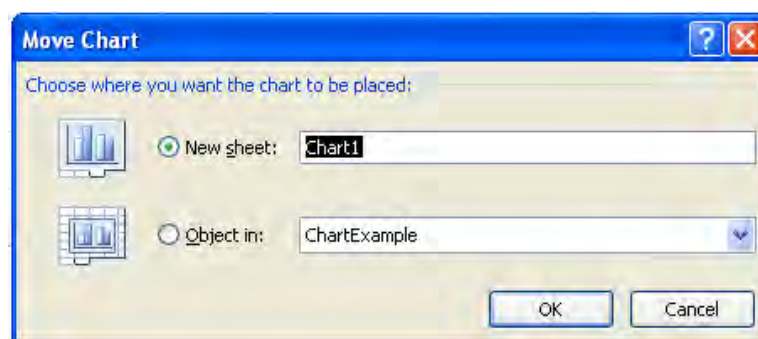 Move Chart
Choose where you want the chart to be placed:
New sheet: Chart1
Object in: ChartExample
OK Cancel